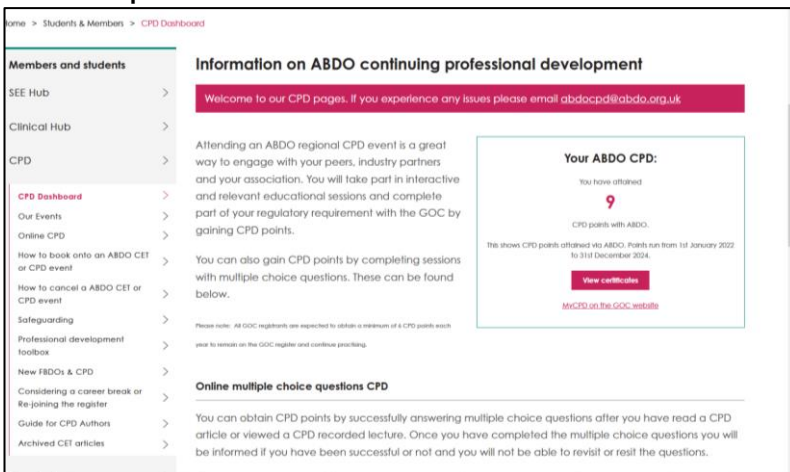 ome > Students & Members > CPD Dashboard
Members and students
SEE Hub >
Clinical Hub >
CPD >
CPD Dashboard >
Our Events >
Online CPD >
How to book onto an ABDO CET
or CPD event >
How to cancel a ABDO CET or
CPD event >
Safeguarding >
Professional development
toolbox >
New FBDOs & CPD >
Considering a career break or
Re-joining the register >
Guide for CPD Authors >
Archived CET articles >
Information on ABDO continuing professional development
Welcome to our CPD pages. If you experience any issues please email abdocpd@abdo.org.uk
Attending an ABDO regional CPD event is a great
way to engage with your peers, industry partners
and your association. You will take part in interactive
and relevant educational sessions and complete
part of your regulatory requirement with the GOC by
gaining CPD points.
You can also gain CPD points by completing sessions
with multiple choice questions. These can be found
below.
Please note: All GOC registrants are expected to obtain a minimum of 6 CPD points each
year to remain on the GOC register and continue practising.
Your ABDO CPD:
You have attained
9
CPD points with ABDO.
This shows CPD points attained via ABDO. Points run from 1st January 2022
to 31st December 2024.
View certificates
MyCPD on the GOC website
Online multiple choice questions CPD
You can obtain CPD points by successfully answering multiple choice questions after you have read a CPD
article or viewed a CPD recorded lecture. Once you have completed the multiple choice questions you will
be informed if you have been successful or not and you will not be able to revisit or resit the questions.